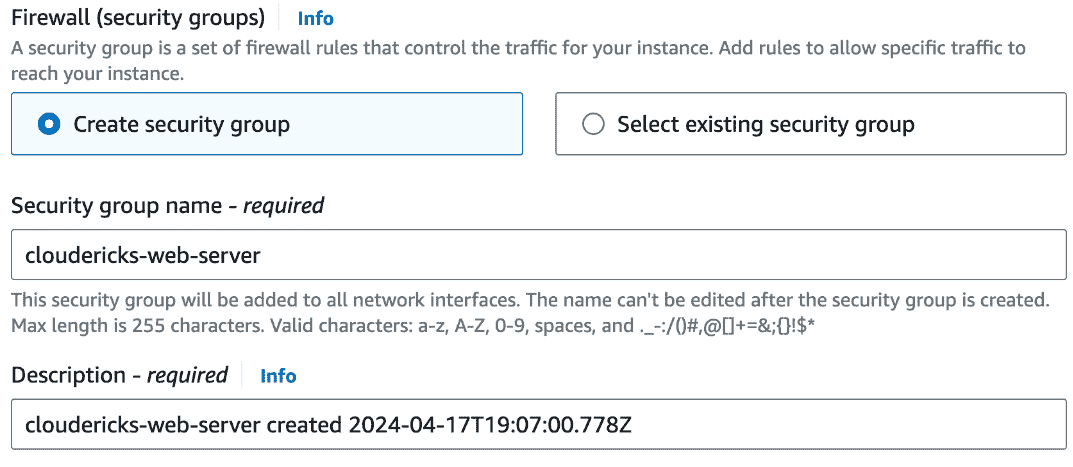 Firewall (security groups) Info
A security group is a set of firewall rules that control the traffic for your instance. Add rules to allow specific traffic to
reach your instance.
Create security group
Select existing security group
Security group name - required
cloudericks-web-server
This security group will be added to all network interfaces. The name can't be edited after the security group is created.
Max length is 255 characters. Valid characters: a-z, A-Z, 0-9, spaces, and ._-:/()#,@[]+=&;{}!$*
Description - required Info
cloudericks-web-server created 2024-04-17T19:07:00.778Z